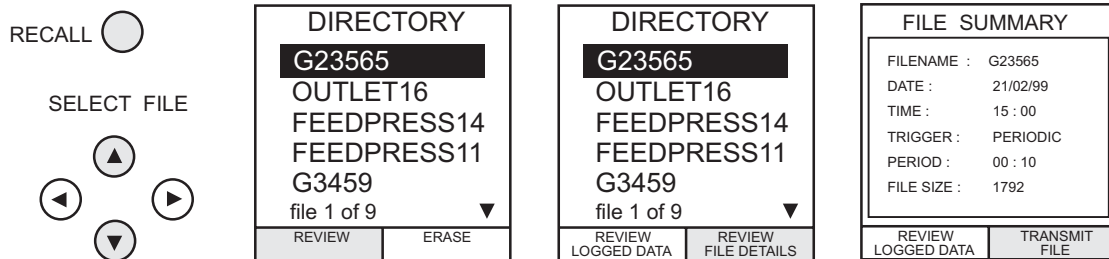 RECALL
SELECT FILE
DIRECTORY
G23565
OUTLET16
FEEDPRESS14
FEEDPRESS11
G3459
file 1 of 9 ▼
REVIEW ERASE
DIRECTORY
G23565
OUTLET16
FEEDPRESS14
FEEDPRESS11
G3459
file 1 of 9 ▼
REVIEW REVIEW
LOGGED DATA FILE DETAILS
FILE SUMMARY
FILENAME : G23565
DATE : 21/02/99
TIME : 15 : 00
TRIGGER : PERIODIC
PERIOD : 00 : 10
FILE SIZE : 1792
REVIEW TRANSMIT
LOGGED DATA FILE